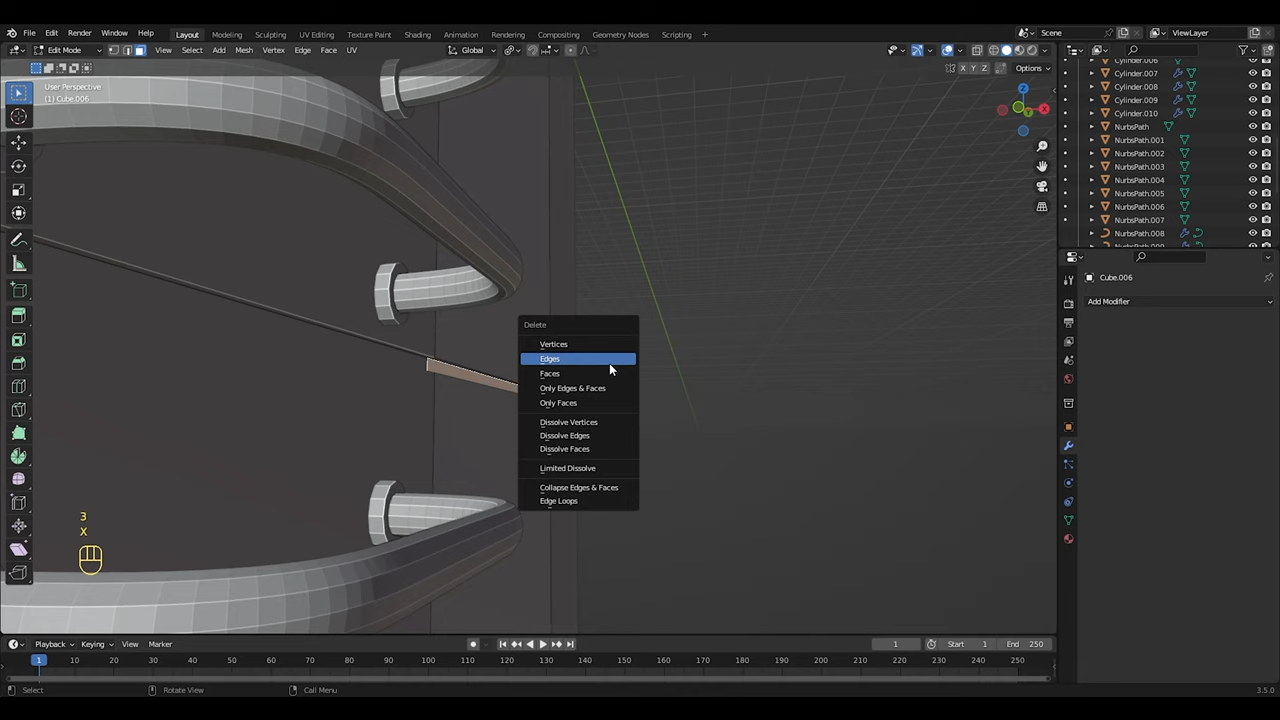 File Edit Render Window Help Layout Modeling Sculpting UV Editing Texture Paint Shading Animation Rendering Compositing Geometry Nodes Scripting Scene ViewLayer
Edit Mode View Select Add Mesh Vertex Edge Face UV Global
X Y Z Options
User Perspective
(1) Cube.006
Cylinder.006
Cylinder.007
Cylinder.008
Cylinder.009
Cylinder.010
NurbsPath
NurbsPath.001
NurbsPath.002
NurbsPath.003
NurbsPath.004
NurbsPath.005
NurbsPath.006
NurbsPath.007
NurbsPath.008
Cube.006
Add Modifier
Delete
Vertices
Edges
Faces
Only Edges & Faces
Only Faces
Dissolve Vertices
Dissolve Edges
Dissolve Faces
Limited Dissolve
Collapse Edges & Faces
Edge Loops
3
X
Playback Keying View Marker 1 Start 1 End 250
1 10 20 30 40 50 60 70 80 90 100 110 120 130 140 150 160 170 180 190 200 210 220 230 240 250
Select Rotate View Call Menu 3.5.0